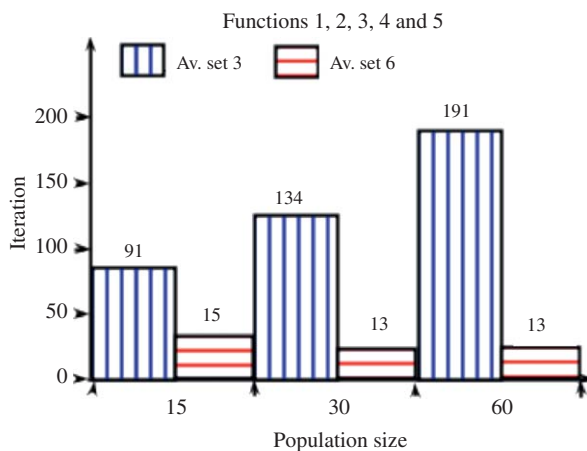 Functions 1, 2, 3, 4 and 5
Av. set 3
Av. set 6
Iteration
200
150
100
50
0
91
15
134
13
191
13
15
30
60
Population size